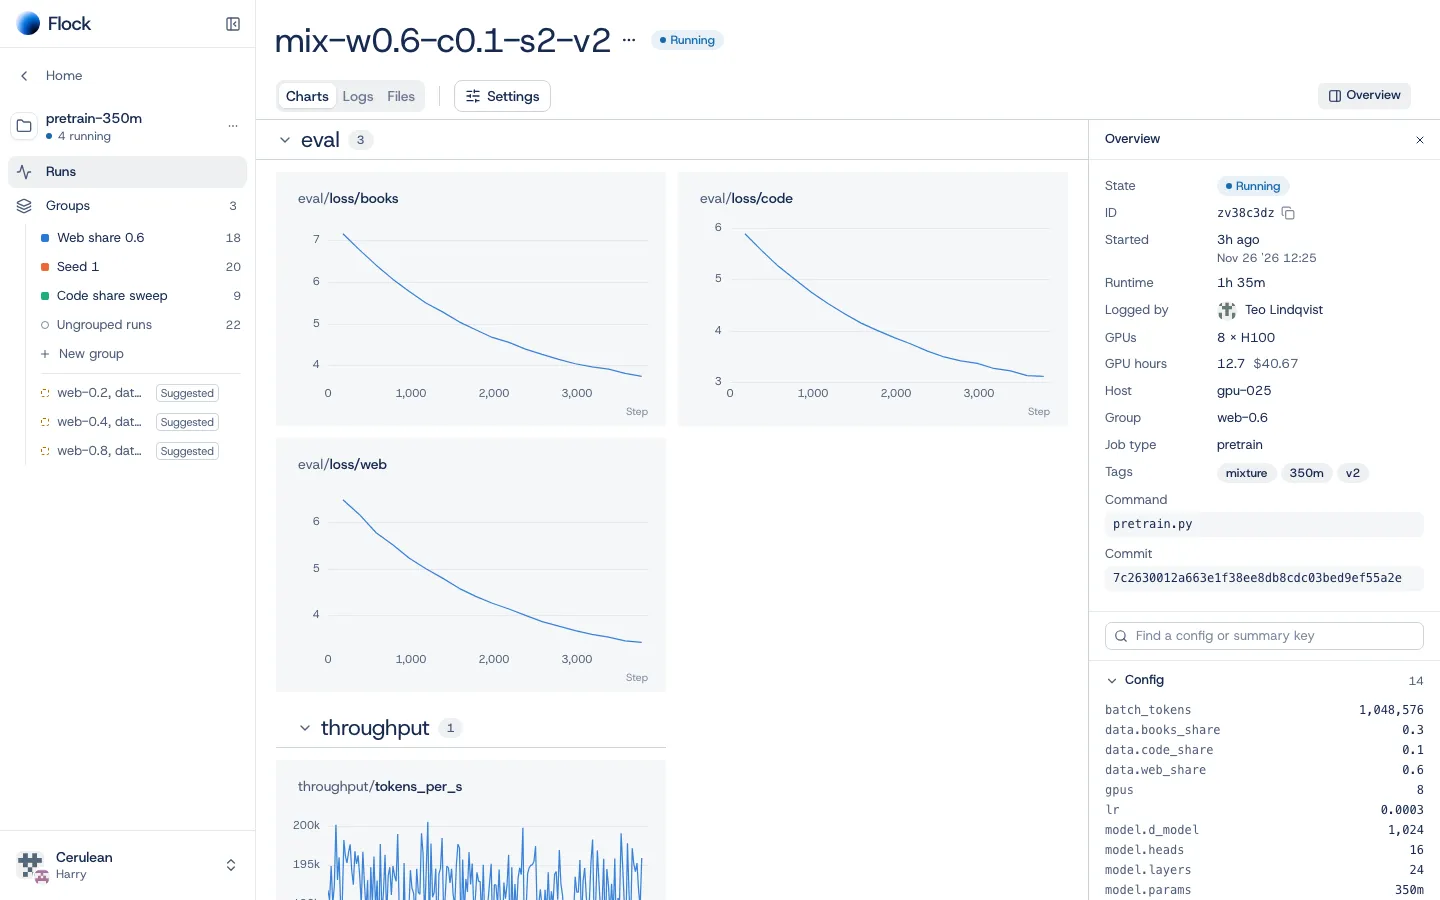 Flock
Home
pretrain-350m
4 running
Runs
Groups 3
Web share 0.6 18
Seed 1 20
Code share sweep 9
Ungrouped runs 22
New group
web-0.2, dat... Suggested
web-0.4, dat... Suggested
web-0.8, dat... Suggested
Cerulean
Harry
mix-w0.6-c0.1-s2-v2 ... Running
Charts Logs Files Settings Overview
eval 3
eval/loss/books
7
6
5
4
0 1,000 2,000 3,000
Step
eval/loss/code
6
5
4
3
0 1,000 2,000 3,000
Step
eval/loss/web
6
5
4
0 1,000 2,000 3,000
Step
throughput 1
throughput/tokens_per_s
200k
195k
Overview
State Running
ID zv38c3dz
Started 3h ago
Nov 26 '26 12:25
Runtime 1h 35m
Logged by Teo Lindqvist
GPUs 8 × H100
GPU hours 12.7 $40.67
Host gpu-025
Group web-0.6
Job type pretrain
Tags mixture 350m v2
Command
pretrain.py
Commit
7c2630012a663e1f38ee8db8cdc03bed9ef55a2e
Find a config or summary key
Config 14
batch_tokens 1,048,576
data.books_share 0.3
data.code_share 0.1
data.web_share 0.6
gpus 8
lr 0.0003
model.d_model 1,024
model.heads 16
model.layers 24
model.params 350m